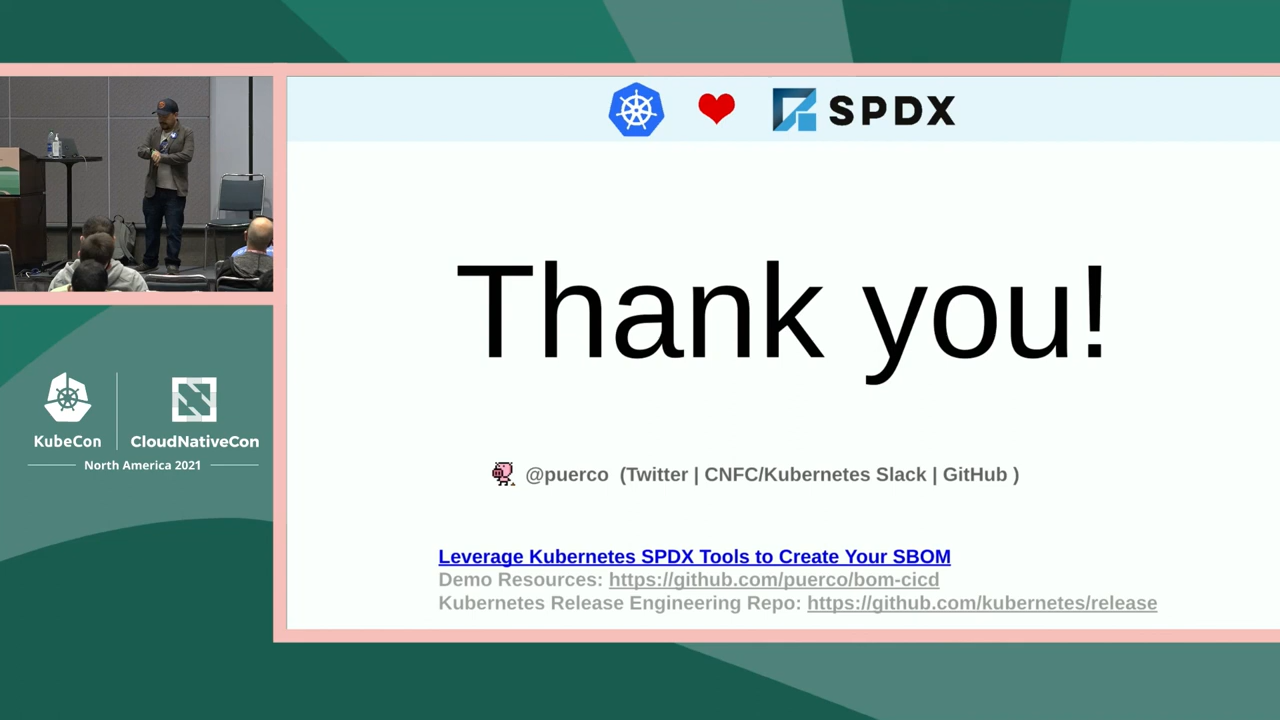 SPDX
Thank you!
@puerco (Twitter | CNFC/Kubernetes Slack | GitHub )
Leverage Kubernetes SPDX Tools to Create Your SBOM
Demo Resources: https://github.com/puerco/bom-cicd
Kubernetes Release Engineering Repo: https://github.com/kubernetes/release
KubeCon
CloudNativeCon
North America 2021